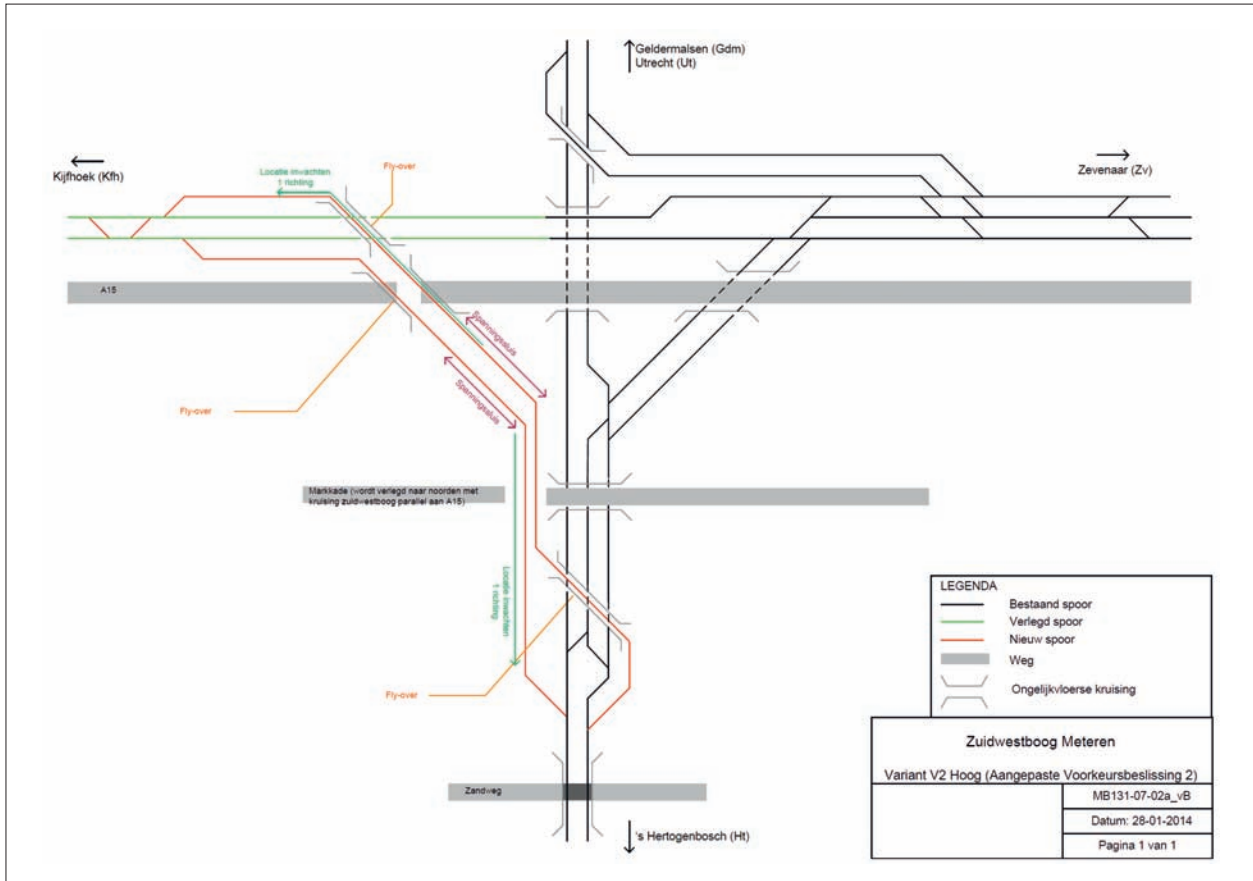 Geldermalsen (Gdm)
Utrecht (Ut)
Kijfhoek (Kfh)
Locatie inwachten
1 richting
Fly-over
Zevenaar (Zv)
A15
Spanningssluis
Spanningssluis
Fly-over
Markkade (wordt verlegd naar noorden met
kruising zuidwestboog parallel aan A15)
Locatie inwachten
1 richting
Fly-over
Zandweg
's Hertogenbosch (Ht)
LEGENDA
Bestaand spoor
Verlegd spoor
Nieuw spoor
Weg
Ongelijkvloerse kruising
Zuidwestboog Meteren
Variant V2 Hoog (Aangepaste Voorkeursbeslissing 2)
MB131-07-02a_vB
Datum: 28-01-2014
Pagina 1 van 1